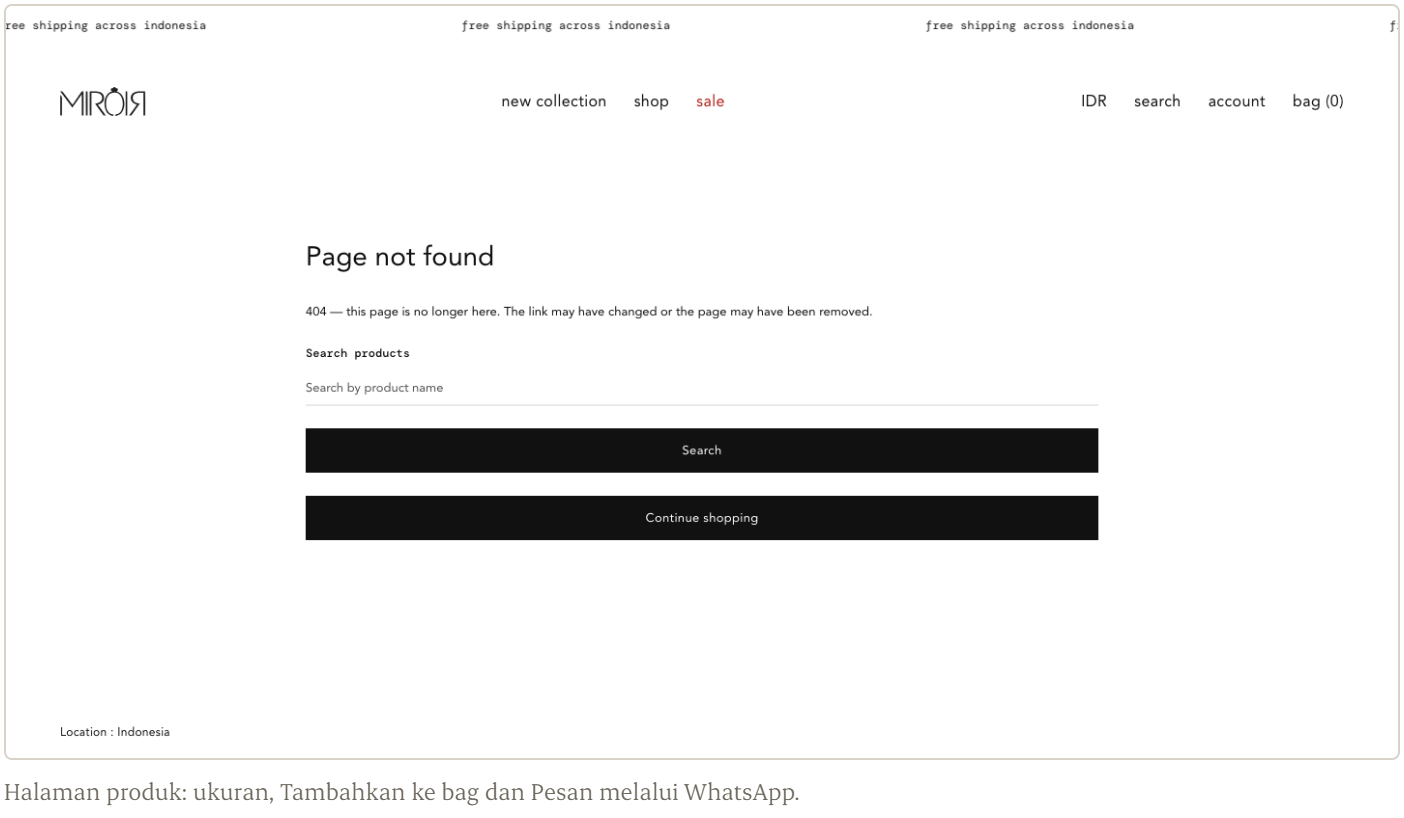 ree shipping across indonesia free shipping across indonesia free shipping across indonesia f
MIROIR new collection shop sale IDR search account bag (0)
Page not found
404 — this page is no longer here. The link may have changed or the page may have been removed.
Search products
Search by product name
Search
Continue shopping
Location : Indonesia
Halaman produk: ukuran, Tambahkan ke bag dan Pesan melalui WhatsApp.